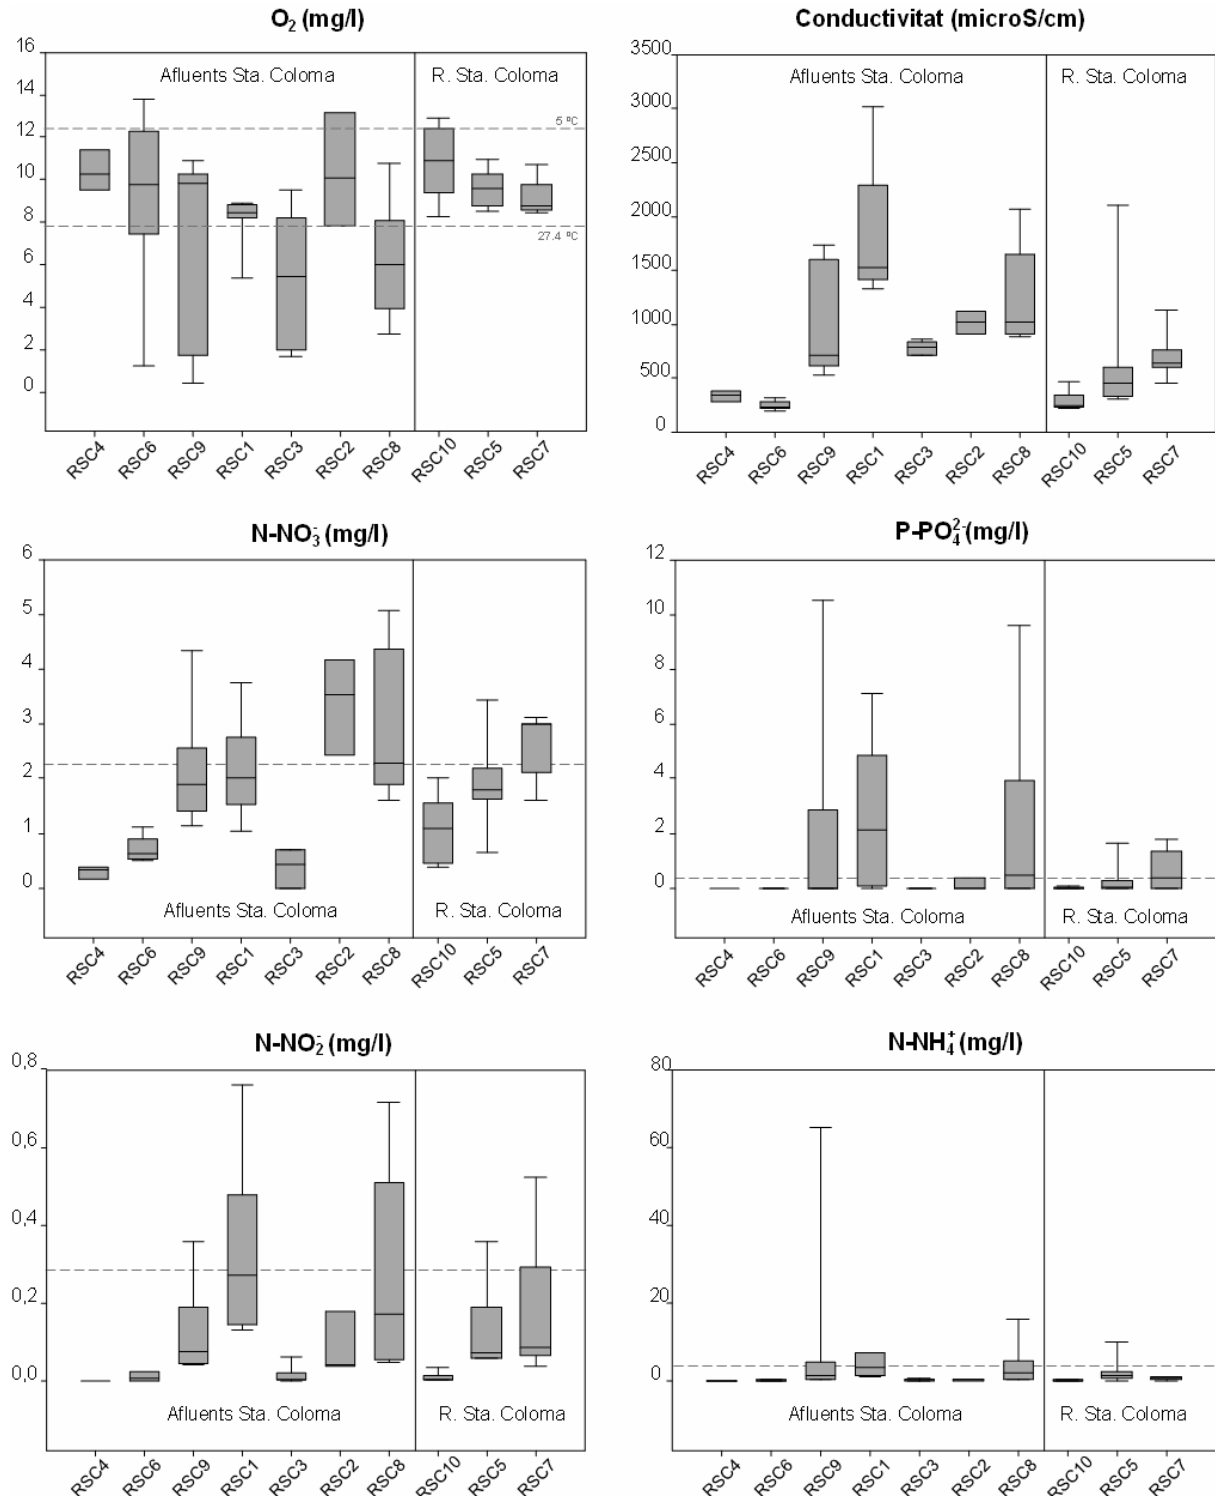 O₂ (mg/l)
16
14
12
10
8
6
4
2
0
Afluents Sta. Coloma
R. Sta. Coloma
5 ºC
27.4 ºC
RSC4 RSC6 RSC9 RSC1 RSC3 RSC2 RSC8 RSC10 RSC5 RSC7
Conductivitat (microS/cm)
3500
3000
2500
2000
1500
1000
500
0
Afluents Sta. Coloma
R. Sta. Coloma
RSC4 RSC6 RSC9 RSC1 RSC3 RSC2 RSC8 RSC10 RSC5 RSC7
N-NO₃⁻ (mg/l)
6
5
4
3
2
1
0
Afluents Sta. Coloma
R. Sta. Coloma
RSC4 RSC6 RSC9 RSC1 RSC3 RSC2 RSC8 RSC10 RSC5 RSC7
P-PO₄²⁻(mg/l)
12
10
8
6
4
2
0
Afluents Sta. Coloma
R. Sta. Coloma
RSC4 RSC6 RSC9 RSC1 RSC3 RSC2 RSC8 RSC10 RSC5 RSC7
N-NO₂⁻ (mg/l)
0,8
0,6
0,4
0,2
0,0
Afluents Sta. Coloma
R. Sta. Coloma
RSC4 RSC6 RSC9 RSC1 RSC3 RSC2 RSC8 RSC10 RSC5 RSC7
N-NH₄⁺ (mg/l)
80
60
40
20
0
Afluents Sta. Coloma
R. Sta. Coloma
RSC4 RSC6 RSC9 RSC1 RSC3 RSC2 RSC8 RSC10 RSC5 RSC7